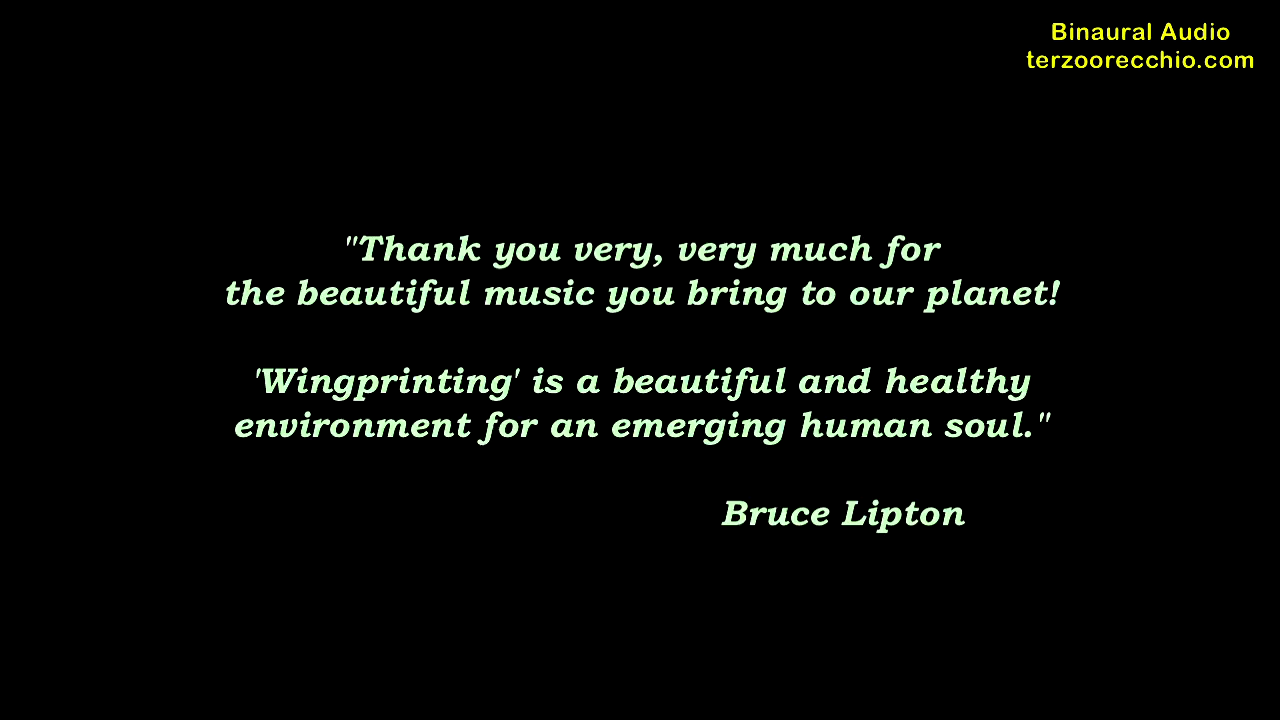 Binaural Audio
terzoorecchio.com
"Thank you very, very much for
the beautiful music you bring to our planet!
'Wingprinting' is a beautiful and healthy
environment for an emerging human soul."
Bruce Lipton